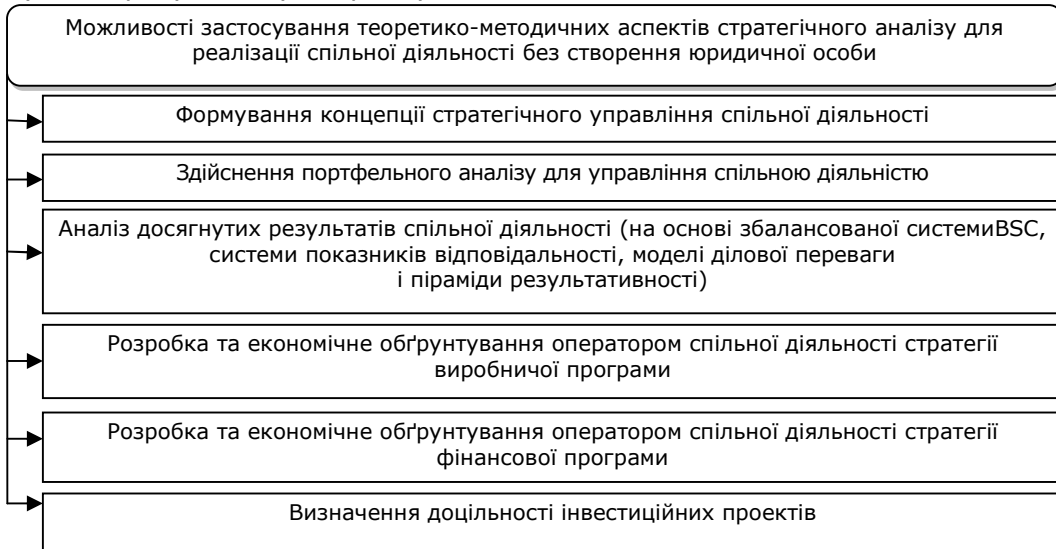 Можливості застосування теоретико-методичних аспектів стратегічного аналізу для
реалізації спільної діяльності без створення юридичної особи
Формування концепції стратегічного управління спільної діяльності
Здійснення портфельного аналізу для управління спільною діяльністю
Аналіз досягнутих результатів спільної діяльності (на основі збалансованої системиBSC,
системи показників відповідальності, моделі ділової переваги
і піраміди результативності)
Розробка та економічне обґрунтування оператором спільної діяльності стратегії
виробничої програми
Розробка та економічне обґрунтування оператором спільної діяльності стратегії
фінансової програми
Визначення доцільності інвестиційних проектів